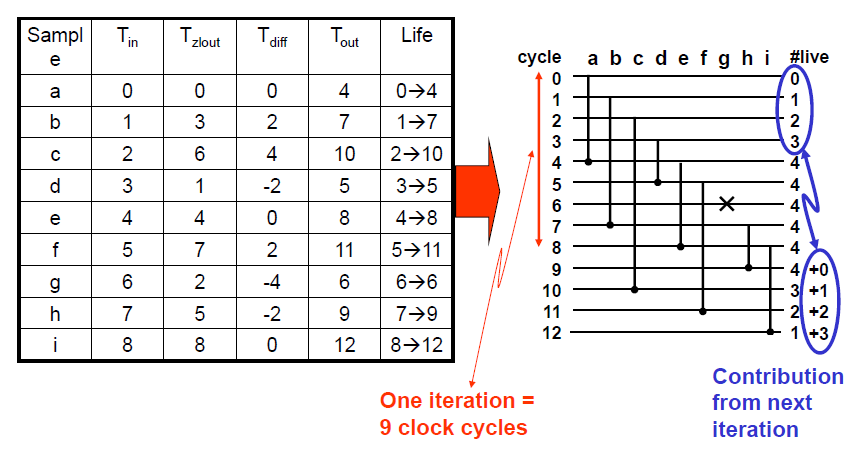 Sample Tin Tzlout Tdiff Tout Life
a 0 0 0 4 0→4
b 1 3 2 7 1→7
c 2 6 4 10 2→10
d 3 1 -2 5 3→5
e 4 4 0 8 4→8
f 5 7 2 11 5→11
g 6 2 -4 6 6→6
h 7 5 -2 9 7→9
i 8 8 0 12 8→12
cycle a b c d e f g h i #live
0 0
1 1
2 2
3 3
4 4
5 4
6 4
7 4
8 4
9 4 +0
10 3 +1
11 2 +2
12 1 +3
One iteration =
9 clock cycles
Contribution
from next
iteration